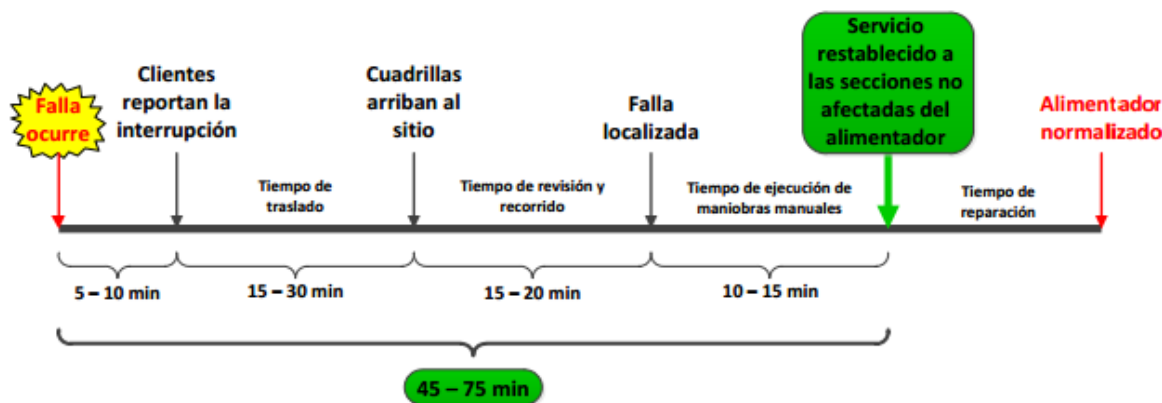 Falla
ocurre
Clientes
reportan la
interrupción
Cuadrillas
arriban al
sitio
Falla
localizada
Servicio
restablecido a
las secciones no
afectadas del
alimentador
Alimentador
normalizado
Tiempo de
traslado
Tiempo de revisión y
recorrido
Tiempo de ejecución de
maniobras manuales
Tiempo de
reparación
5 – 10 min
15 – 30 min
15 – 20 min
10 – 15 min
45 – 75 min